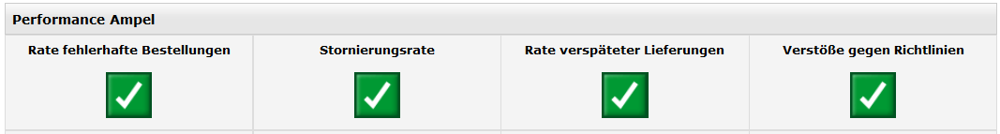 Performance Ampel
Rate fehlerhafte Bestellungen
Stornierungsrate
Rate verspäteter Lieferungen
Verstöße gegen Richtlinien